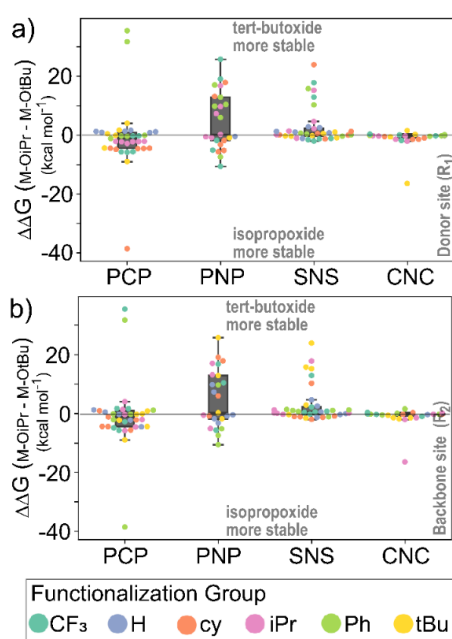 a)
tert-butoxide
more stable
20
0
-20
-40
ΔΔG (M-OiPr - M-OtBu)
(kcal mol⁻¹)
isopropoxide
more stable
Donor site (R₁)
PCP PNP SNS CNC
b)
tert-butoxide
more stable
20
0
-20
-40
ΔΔG (M-OiPr - M-OtBu)
(kcal mol⁻¹)
isopropoxide
more stable
Backbone site (R₂)
PCP PNP SNS CNC
Functionalization Group
CF₃ H cy iPr Ph tBu